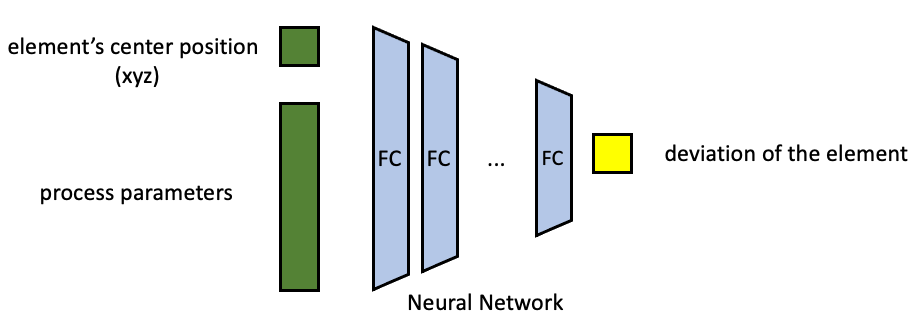 element's center position
(xyz)
process parameters
FC
FC
...
FC
deviation of the element
Neural Network